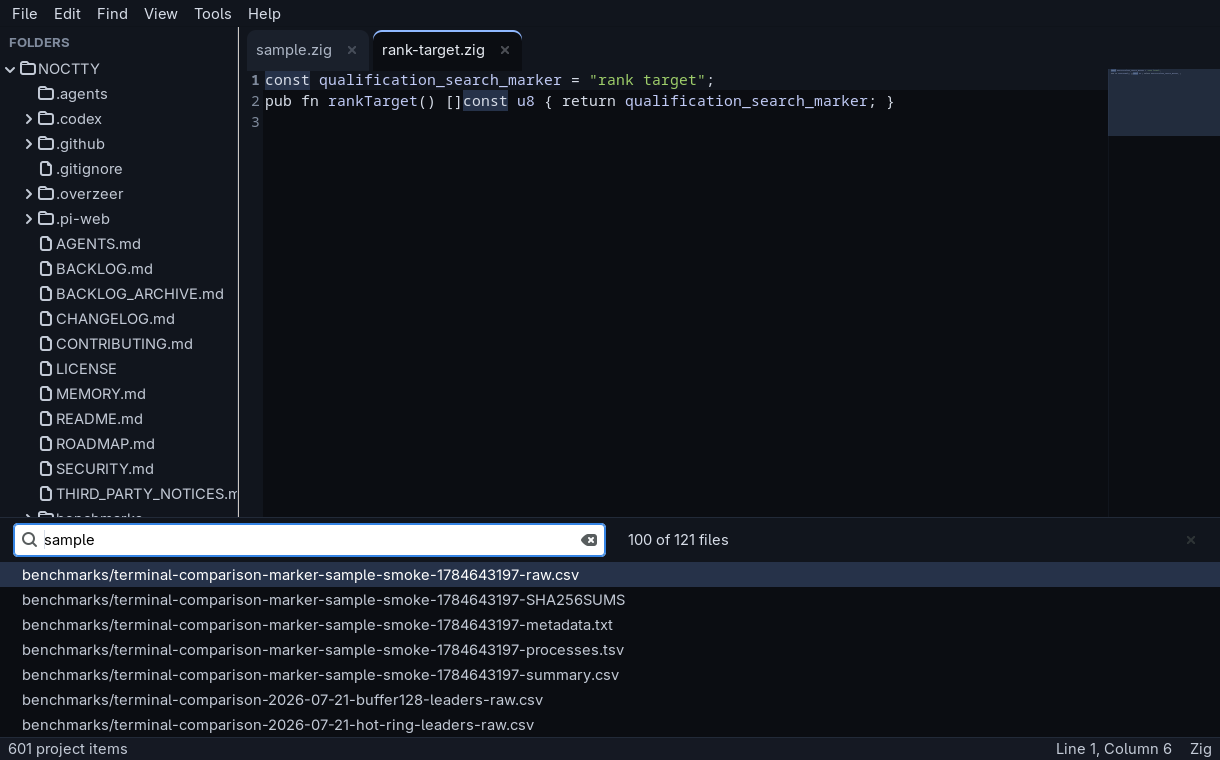 File Edit Find View Tools Help
FOLDERS
NOCTTY
.agents
.codex
.github
.gitignore
.overzeer
.pi-web
AGENTS.md
BACKLOG.md
BACKLOG_ARCHIVE.md
CHANGELOG.md
CONTRIBUTING.md
LICENSE
MEMORY.md
README.md
ROADMAP.md
SECURITY.md
THIRD_PARTY_NOTICES.m
benchmarks
sample.zig × rank-target.zig ×
1 const qualification_search_marker = "rank target";
2 pub fn rankTarget() []const u8 { return qualification_search_marker; }
3
sample
100 of 121 files ×
benchmarks/terminal-comparison-marker-sample-smoke-1784643197-raw.csv
benchmarks/terminal-comparison-marker-sample-smoke-1784643197-SHA256SUMS
benchmarks/terminal-comparison-marker-sample-smoke-1784643197-metadata.txt
benchmarks/terminal-comparison-marker-sample-smoke-1784643197-processes.tsv
benchmarks/terminal-comparison-marker-sample-smoke-1784643197-summary.csv
benchmarks/terminal-comparison-2026-07-21-buffer128-leaders-raw.csv
benchmarks/terminal-comparison-2026-07-21-hot-ring-leaders-raw.csv
601 project items
Line 1, Column 6 Zig